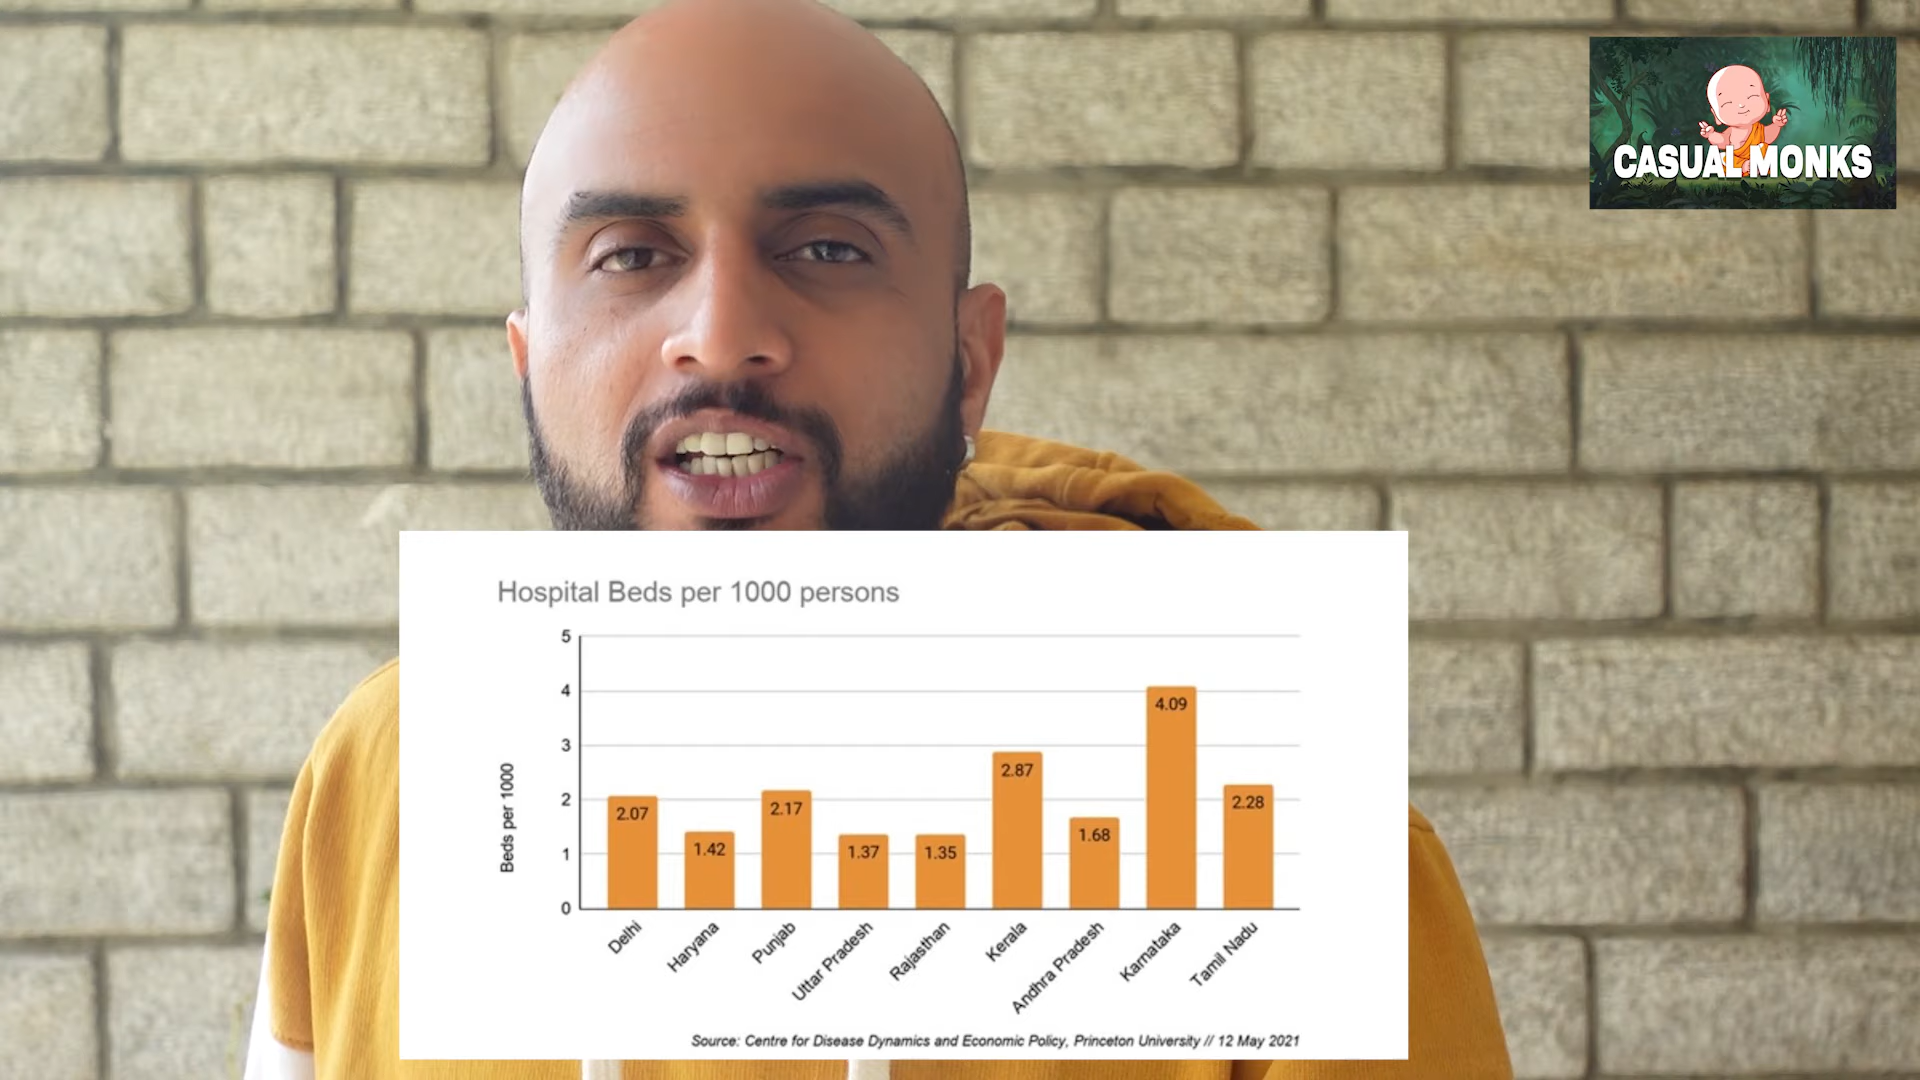 CASUAL MONKS
Hospital Beds per 1000 persons
Beds per 1000
5
4
3
2
1
0
2.07
1.42
2.17
1.37
1.35
2.87
1.68
4.09
2.28
Delhi
Haryana
Punjab
Uttar Pradesh
Rajasthan
Kerala
Andhra Pradesh
Karnataka
Tamil Nadu
Source: Centre for Disease Dynamics and Economic Policy, Princeton University // 12 May 2021